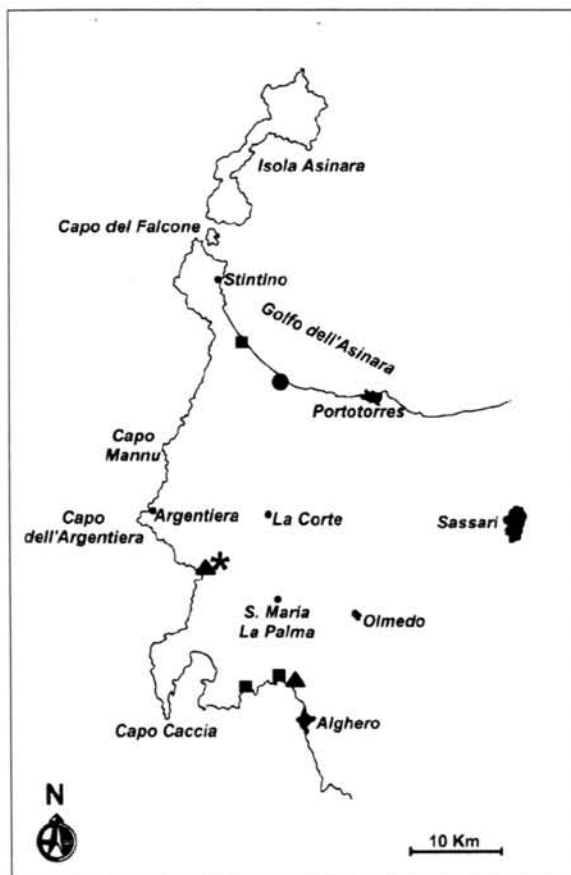 Isola Asinara
Capo del Falcone
Stintino
Golfo dell'Asinara
Portotorres
Capo
Mannu
Capo
dell'Argentiera
Argentiera
La Corte
Sassari
S. Maria
La Palma
Olmedo
Capo Caccia
Alghero
N
10 Km